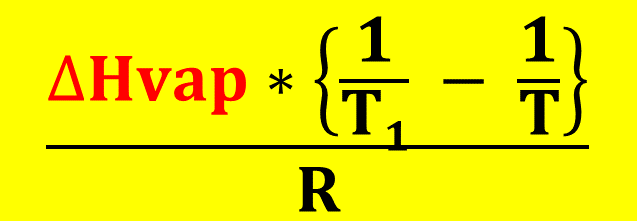 ΔHvap * {1/T₁ − 1/T}
R